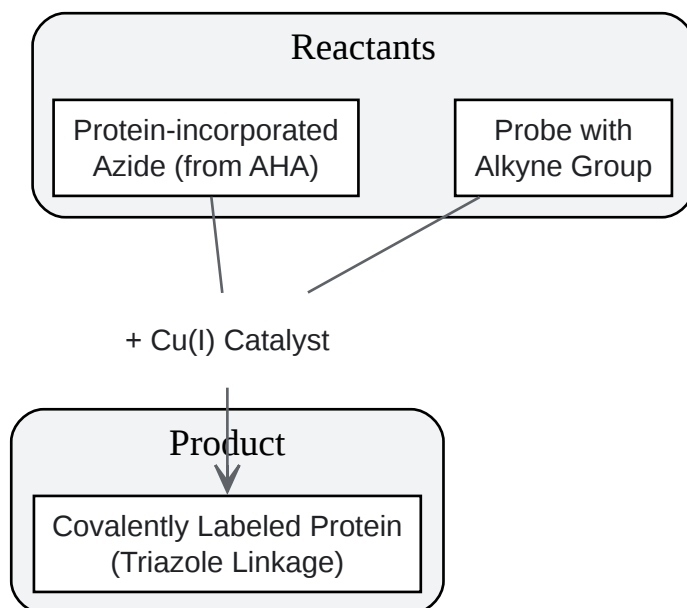 Reactants
Protein-incorporated
Azide (from AHA)
Probe with
Alkyne Group
+ Cu(I) Catalyst
Product
Covalently Labeled Protein
(Triazole Linkage)